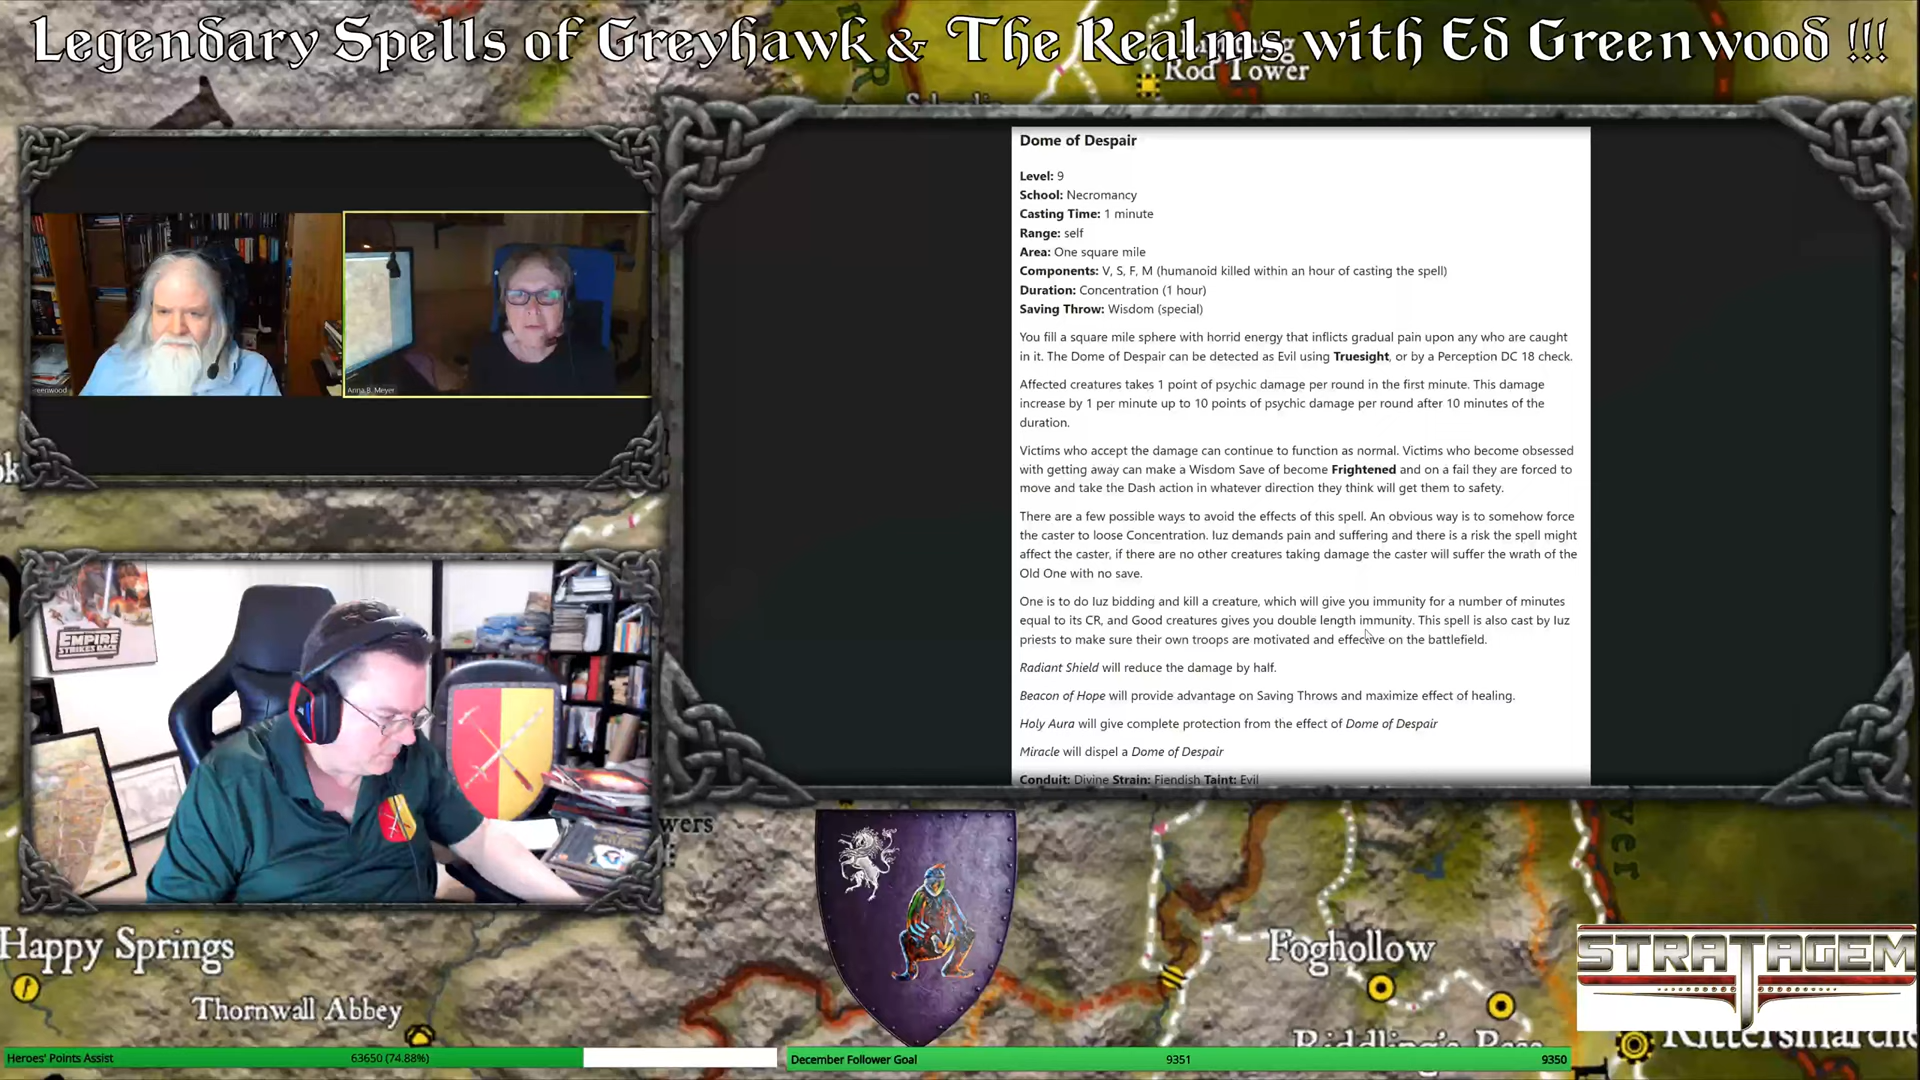 Legendary Spells of Greyhawk & The Realms with Ed Greenwood !!!
Rod Tower
Dome of Despair
Level: 9
School: Necromancy
Casting Time: 1 minute
Range: self
Area: One square mile
Components: V, S, F, M (humanoid killed within an hour of casting the spell)
Duration: Concentration (1 hour)
Saving Throw: Wisdom (special)
You fill a square mile sphere with horrid energy that inflicts gradual pain upon any who are caught
in it. The Dome of Despair can be detected as Evil using Truesight, or by a Perception DC 18 check.
Affected creatures takes 1 point of psychic damage per round in the first minute. This damage
increase by 1 per minute up to 10 points of psychic damage per round after 10 minutes of the
duration.
Victims who accept the damage can continue to function as normal. Victims who become obsessed
with getting away can make a Wisdom Save of become Frightened and on a fail they are forced to
move and take the Dash action in whatever direction they think will get them to safety.
There are a few possible ways to avoid the effects of this spell. An obvious way is to somehow force
the caster to loose Concentration. Iuz demands pain and suffering and there is a risk the spell might
affect the caster, if there are no other creatures taking damage the caster will suffer the wrath of the
Old One with no save.
One is to do Iuz bidding and kill a creature, which will give you immunity for a number of minutes
equal to its CR, and Good creatures gives you double length immunity. This spell is also cast by Iuz
priests to make sure their own troops are motivated and effective on the battlefield.
Radiant Shield will reduce the damage by half.
Beacon of Hope will provide advantage on Saving Throws and maximize effect of healing.
Holy Aura will give complete protection from the effect of Dome of Despair
Miracle will dispel a Dome of Despair
Conduit: Divine Strain: Fiendish Taint: Evil
reenwood
Anna B. Meyer
EMPIRE
STRIKES BACK
wers
Happy Springs
Thornwall Abbey
Foghollow
STRATAGEM
Heroes' Points Assist 63650 (74.88%)
December Follower Goal 9351 9350